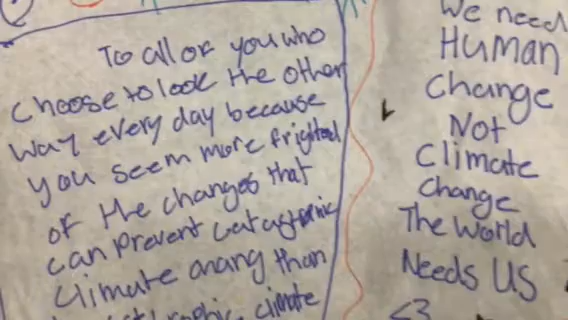 To all of you who
choose to look the other
way every day because
you seem more frighted
of the changes that
can prevent catastrophic
climate chang than
climate
We need
Human
Change
Not
Climate
change
The World
Needs US
<3